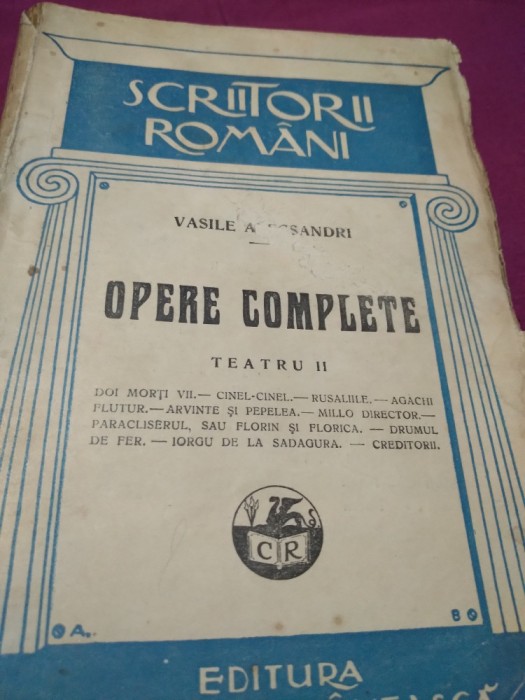 SCRIITORII
ROMÂNI
VASILE
OPERE COMPLETE
TEATRU II
DOI MORȚI VII.— CINEL-CINEL.— RUSALIILE.— AGACHI
FLUTUR.— ARVINTE ȘI PEPELEA.— MILLO DIRECTOR.—
PARACLISERUL, SAU FLORIN ȘI FLORICA. — DRUMUL
DE FER. — IORGU DE LA SADAGURA. — CREDITORII.
C R
A. B
EDITURA